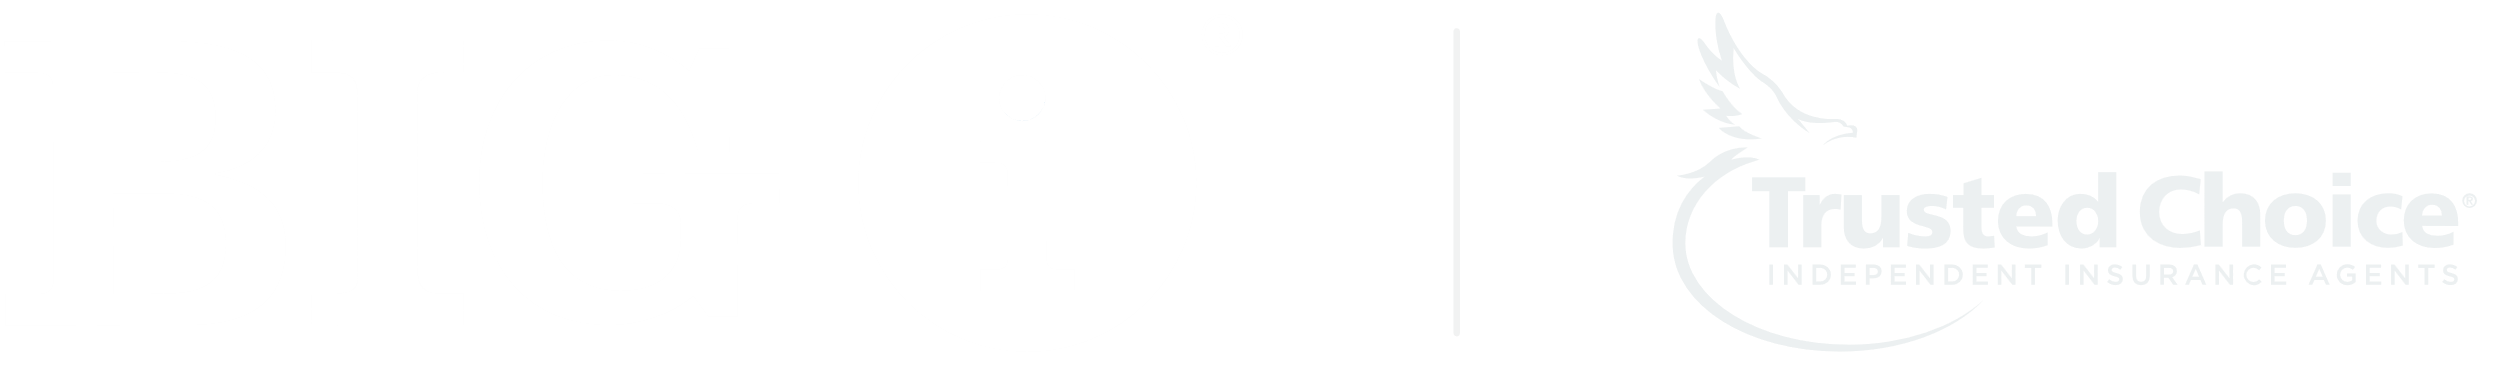 Trusted Choice®
INDEPENDENT INSURANCE AGENTS